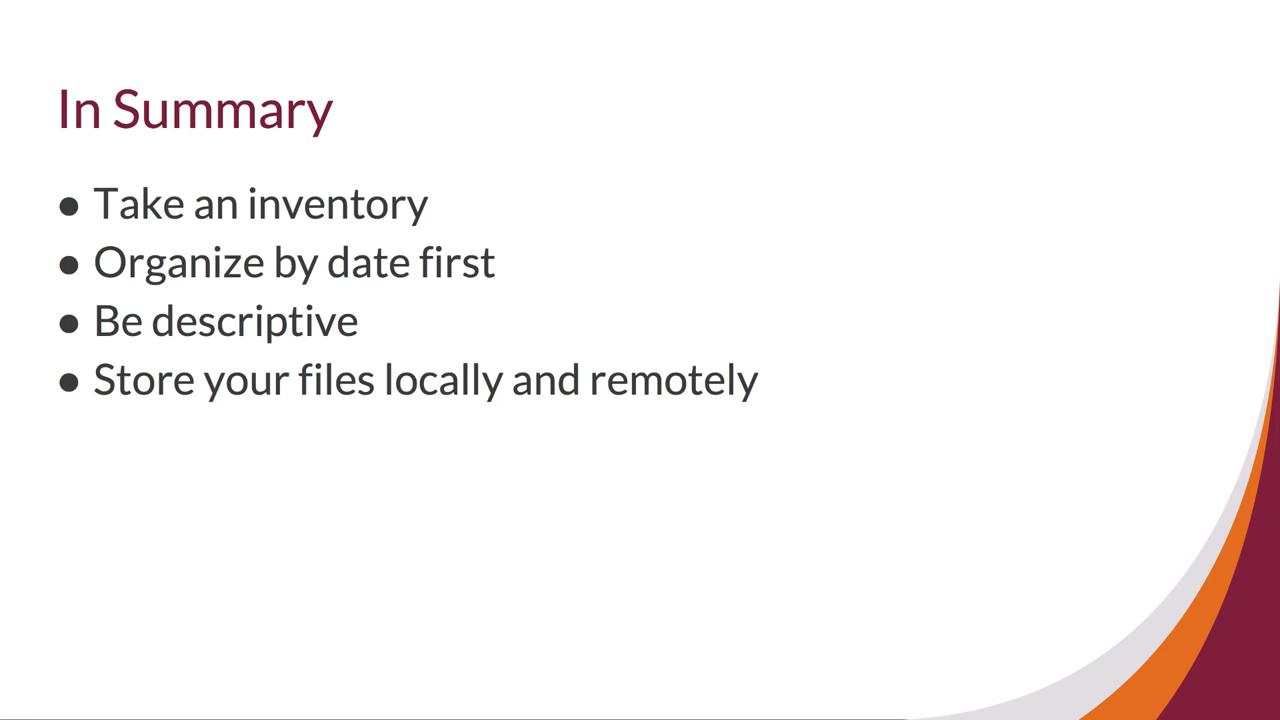 In Summary
● Take an inventory
● Organize by date first
● Be descriptive
● Store your files locally and remotely